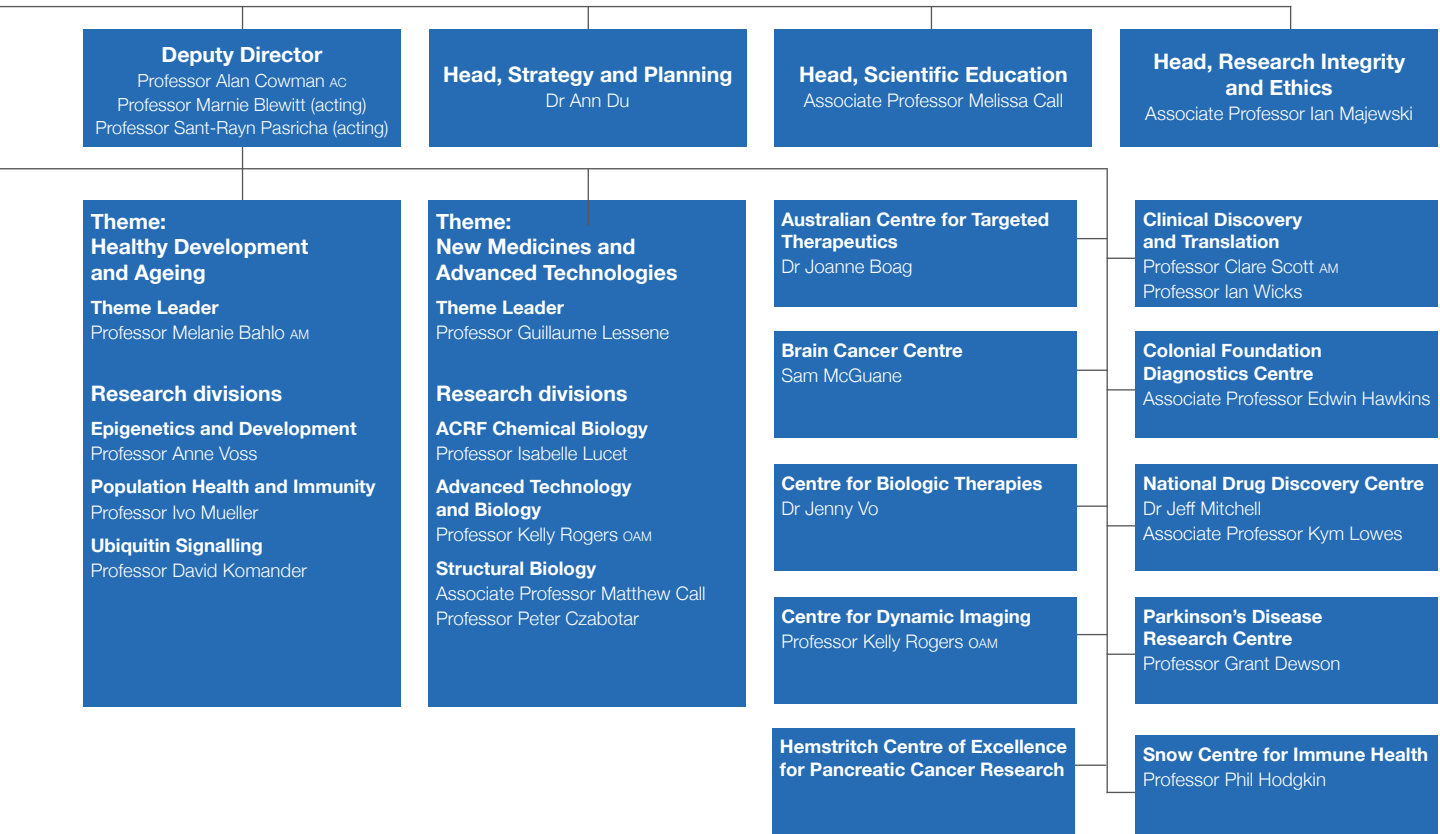 Deputy Director
Professor Alan Cowman AC
Professor Marnie Blewitt (acting)
Professor Sant-Rayn Pasricha (acting)
Head, Strategy and Planning
Dr Ann Du
Head, Scientific Education
Associate Professor Melissa Call
Head, Research Integrity
and Ethics
Associate Professor Ian Majewski
Theme:
Healthy Development
and Ageing
Theme Leader
Professor Melanie Bahlo AM
Research divisions
Epigenetics and Development
Professor Anne Voss
Population Health and Immunity
Professor Ivo Mueller
Ubiquitin Signalling
Professor David Komander
Theme:
New Medicines and
Advanced Technologies
Theme Leader
Professor Guillaume Lessene
Research divisions
ACRF Chemical Biology
Professor Isabelle Lucet
Advanced Technology
and Biology
Professor Kelly Rogers OAM
Structural Biology
Associate Professor Matthew Call
Professor Peter Czabotar
Australian Centre for Targeted
Therapeutics
Dr Joanne Boag
Brain Cancer Centre
Sam McGuane
Centre for Biologic Therapies
Dr Jenny Vo
Centre for Dynamic Imaging
Professor Kelly Rogers OAM
Hemstritch Centre of Excellence
for Pancreatic Cancer Research
Clinical Discovery
and Translation
Professor Clare Scott AM
Professor Ian Wicks
Colonial Foundation
Diagnostics Centre
Associate Professor Edwin Hawkins
National Drug Discovery Centre
Dr Jeff Mitchell
Associate Professor Kym Lowes
Parkinson's Disease
Research Centre
Professor Grant Dewson
Snow Centre for Immune Health
Professor Phil Hodgkin